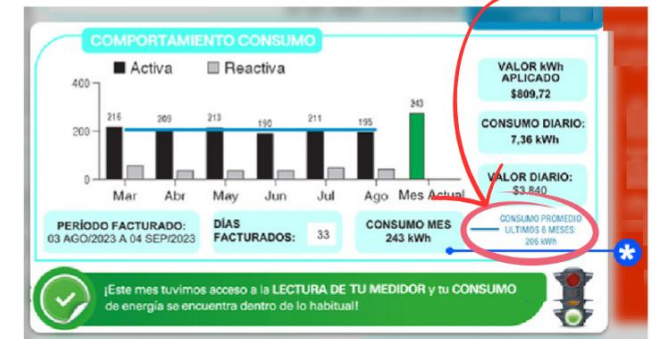 COMPORTAMIENTO CONSUMO
Activa Reactiva
400
200
0
216 209 213 190 211 195 243
Mar Abr May Jun Jul Ago Mes Actual
VALOR kWh
APLICADO
$809,72
CONSUMO DIARIO:
7,36 kWh
VALOR DIARIO:
$3.840
PERÍODO FACTURADO:
03 AGO/2023 A 04 SEP/2023
DÍAS
FACTURADOS:
33
CONSUMO MES
243 kWh
CONSUMO PROMEDIO
ULTIMOS 6 MESES:
206 kWh
*
¡Este mes tuvimos acceso a la LECTURA DE TU MEDIDOR y tu CONSUMO
de energía se encuentra dentro de lo habitual!